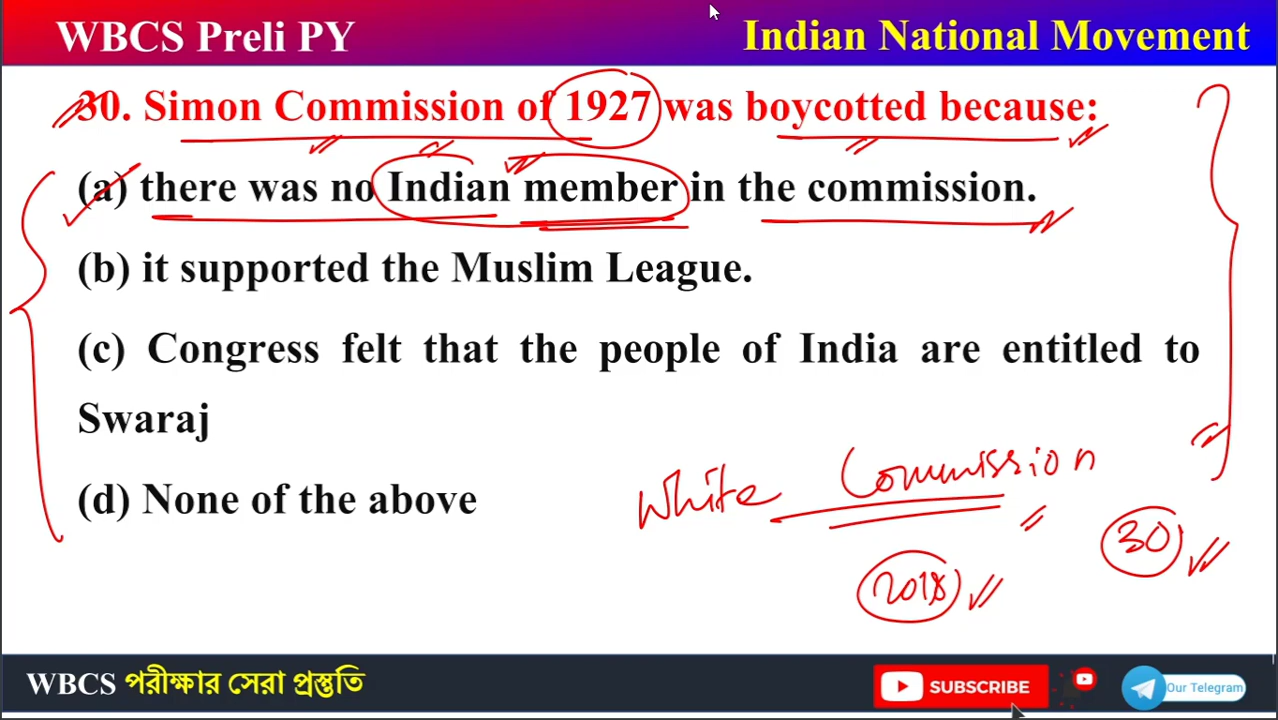 WBCS Preli PY
Indian National Movement
30. Simon Commission of 1927 was boycotted because:
(a) there was no Indian member in the commission.
(b) it supported the Muslim League.
(c) Congress felt that the people of India are entitled to
Swaraj
(d) None of the above
White Commission
30
2018
WBCS পরীক্ষার সেরা প্রস্তুতি
SUBSCRIBE
Our Telegram